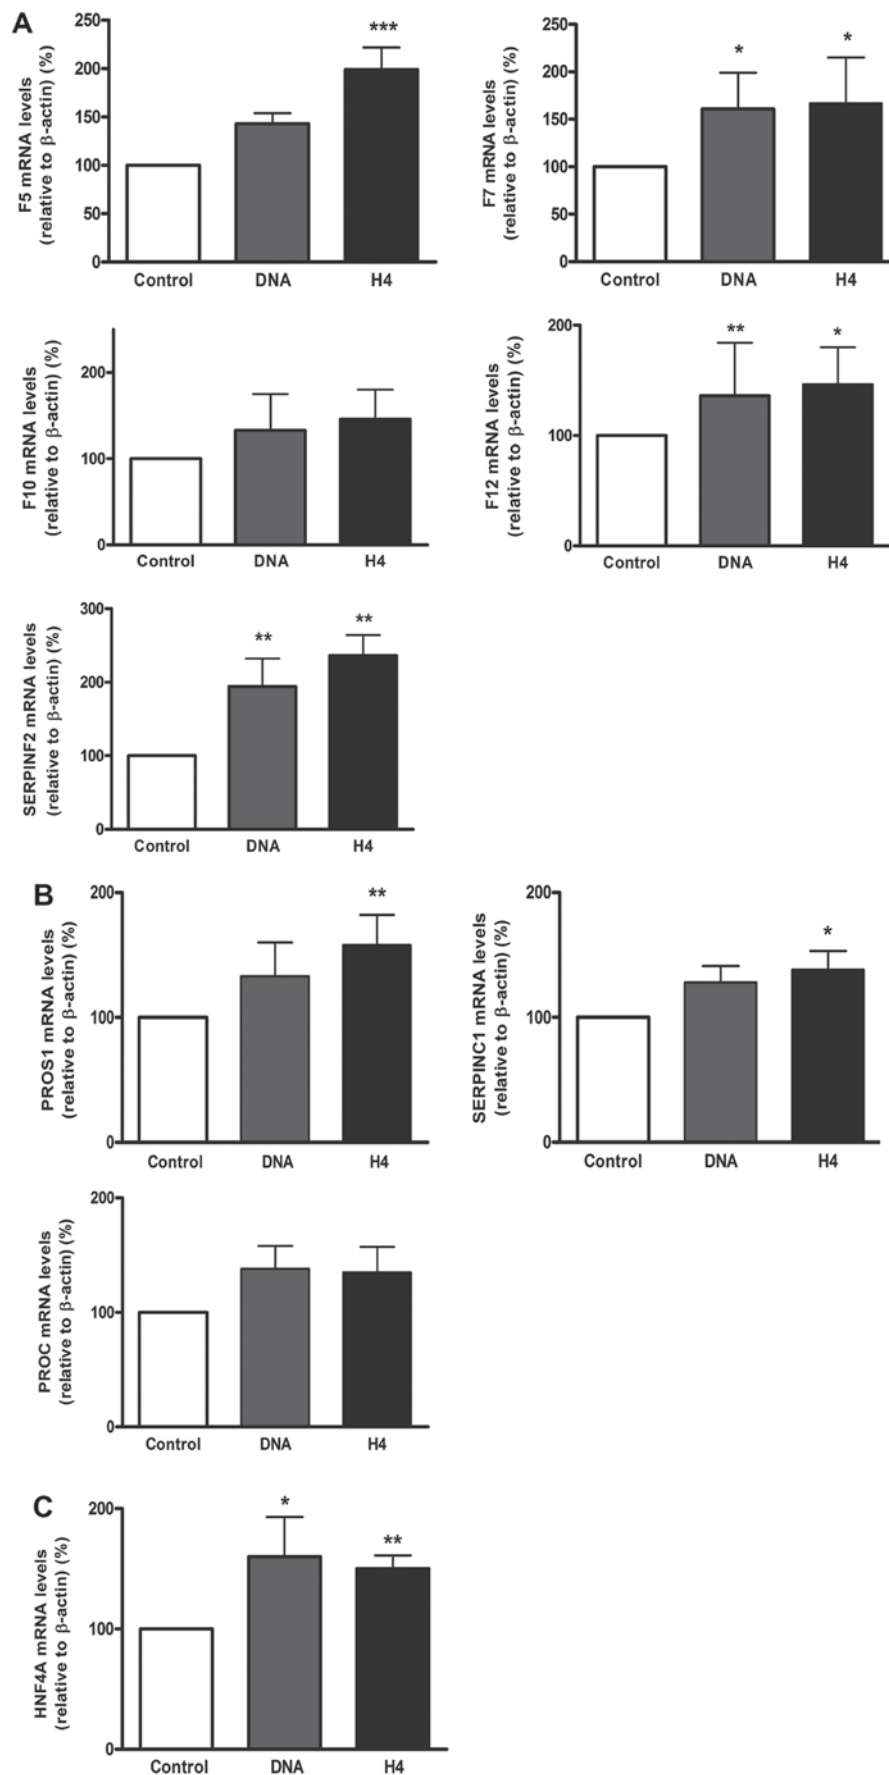 A
F5 mRNA levels
(relative to β-actin) (%)
250
200
150
100
50
0
***
Control DNA H4
F7 mRNA levels
(relative to β-actin) (%)
250
200
150
100
50
0
* *
Control DNA H4
F10 mRNA levels
(relative to β-actin) (%)
200
100
0
Control DNA H4
F12 mRNA levels
(relative to β-actin) (%)
200
100
0
** *
Control DNA H4
SERPINF2 mRNA levels
(relative to β-actin) (%)
300
200
100
0
** **
Control DNA H4
B
PROS1 mRNA levels
(relative to β-actin) (%)
200
100
0
**
Control DNA H4
SERPINC1 mRNA levels
(relative to β-actin) (%)
200
100
0
*
Control DNA H4
PROC mRNA levels
(relative to β-actin) (%)
200
100
0
Control DNA H4
C
HNF4A mRNA levels
(relative to β-actin) (%)
200
100
0
* **
Control DNA H4